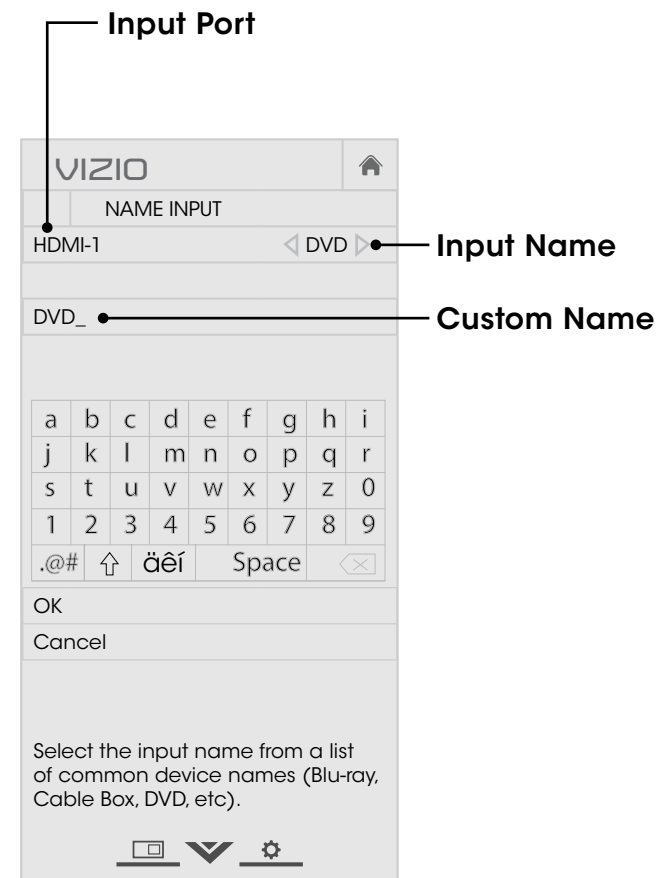 Input Port
VIZIO
NAME INPUT
HDMI-1 DVD
Input Name
DVD_
Custom Name
a b c d e f g h i
j k l m n o p q r
s t u v w x y z 0
1 2 3 4 5 6 7 8 9
.@# äêí Space
OK
Cancel
Select the input name from a list
of common device names (Blu-ray,
Cable Box, DVD, etc).